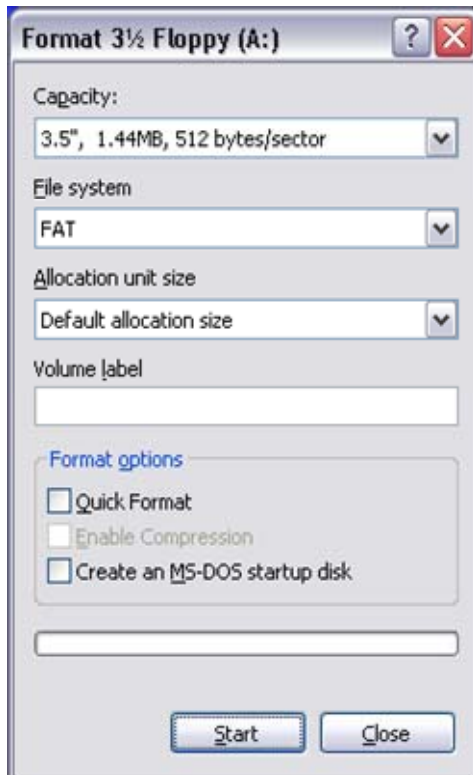 Format 3½ Floppy (A:)
Capacity:
3.5", 1.44MB, 512 bytes/sector
File system
FAT
Allocation unit size
Default allocation size
Volume label
Format options
Quick Format
Enable Compression
Create an MS-DOS startup disk
Start Close